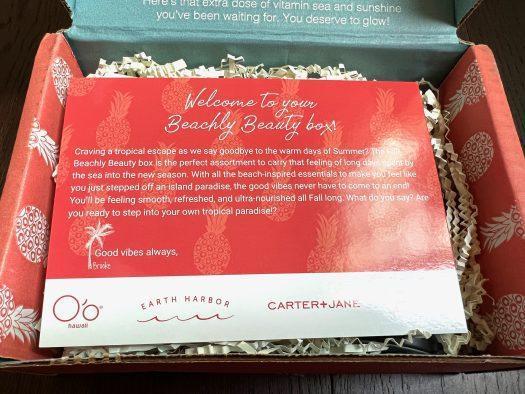 Here's that extra dose of vitamin sea and sunshine
you've been waiting for. You deserve to glow!
Welcome to your
Beachly Beauty box!
Craving a tropical escape as we say goodbye to the warm days of Summer? The Fall
Beachly Beauty box is the perfect assortment to carry that feeling of long days spent by
the sea into the new season. With all the beach-inspired essentials to make you feel like
you just stepped off an island paradise, the good vibes never have to come to an end!
You'll be feeling smooth, refreshed, and ultra-nourished all Fall long. What do you say? Are
you ready to step into your own tropical paradise!?
Good vibes always,
Brooke
O'o®
hawaii
EARTH HARBOR
CARTER+JANE